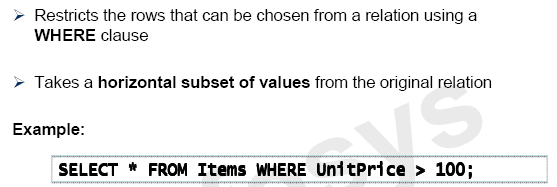 ➢ Restricts the rows that can be chosen from a relation using a
WHERE clause
➢ Takes a horizontal subset of values from the original relation
Example:
SELECT * FROM Items WHERE UnitPrice > 100;